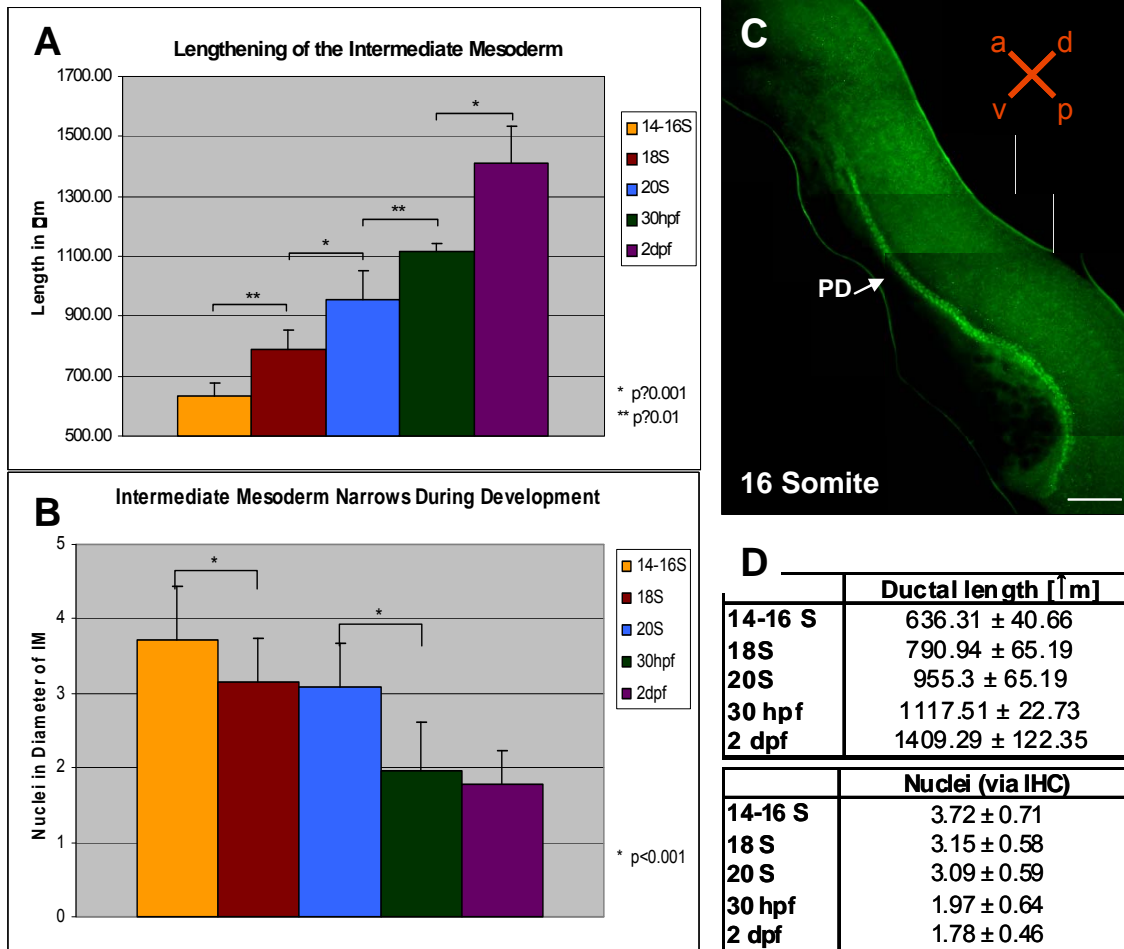 A
Lengthening of the Intermediate Mesoderm
1700.00
1500.00
1300.00
1100.00
900.00
700.00
500.00
Length in ◘m
**
*
**
*
14-16S
18S
20S
30hpf
2dpf
* p?0.001
** p?0.01
B
Intermediate Mesoderm Narrows During Development
5
4
3
2
1
0
Nuclei in Diameter of IM
*
*
14-16S
18S
20S
30hpf
2dpf
* p<0.001
C
a d
v p
PD
16 Somite
D
Ductal length [↑m]
14-16 S 636.31 ± 40.66
18S 790.94 ± 65.19
20S 955.3 ± 65.19
30 hpf 1117.51 ± 22.73
2 dpf 1409.29 ± 122.35
Nuclei (via IHC)
14-16 S 3.72 ± 0.71
18 S 3.15 ± 0.58
20 S 3.09 ± 0.59
30 hpf 1.97 ± 0.64
2 dpf 1.78 ± 0.46